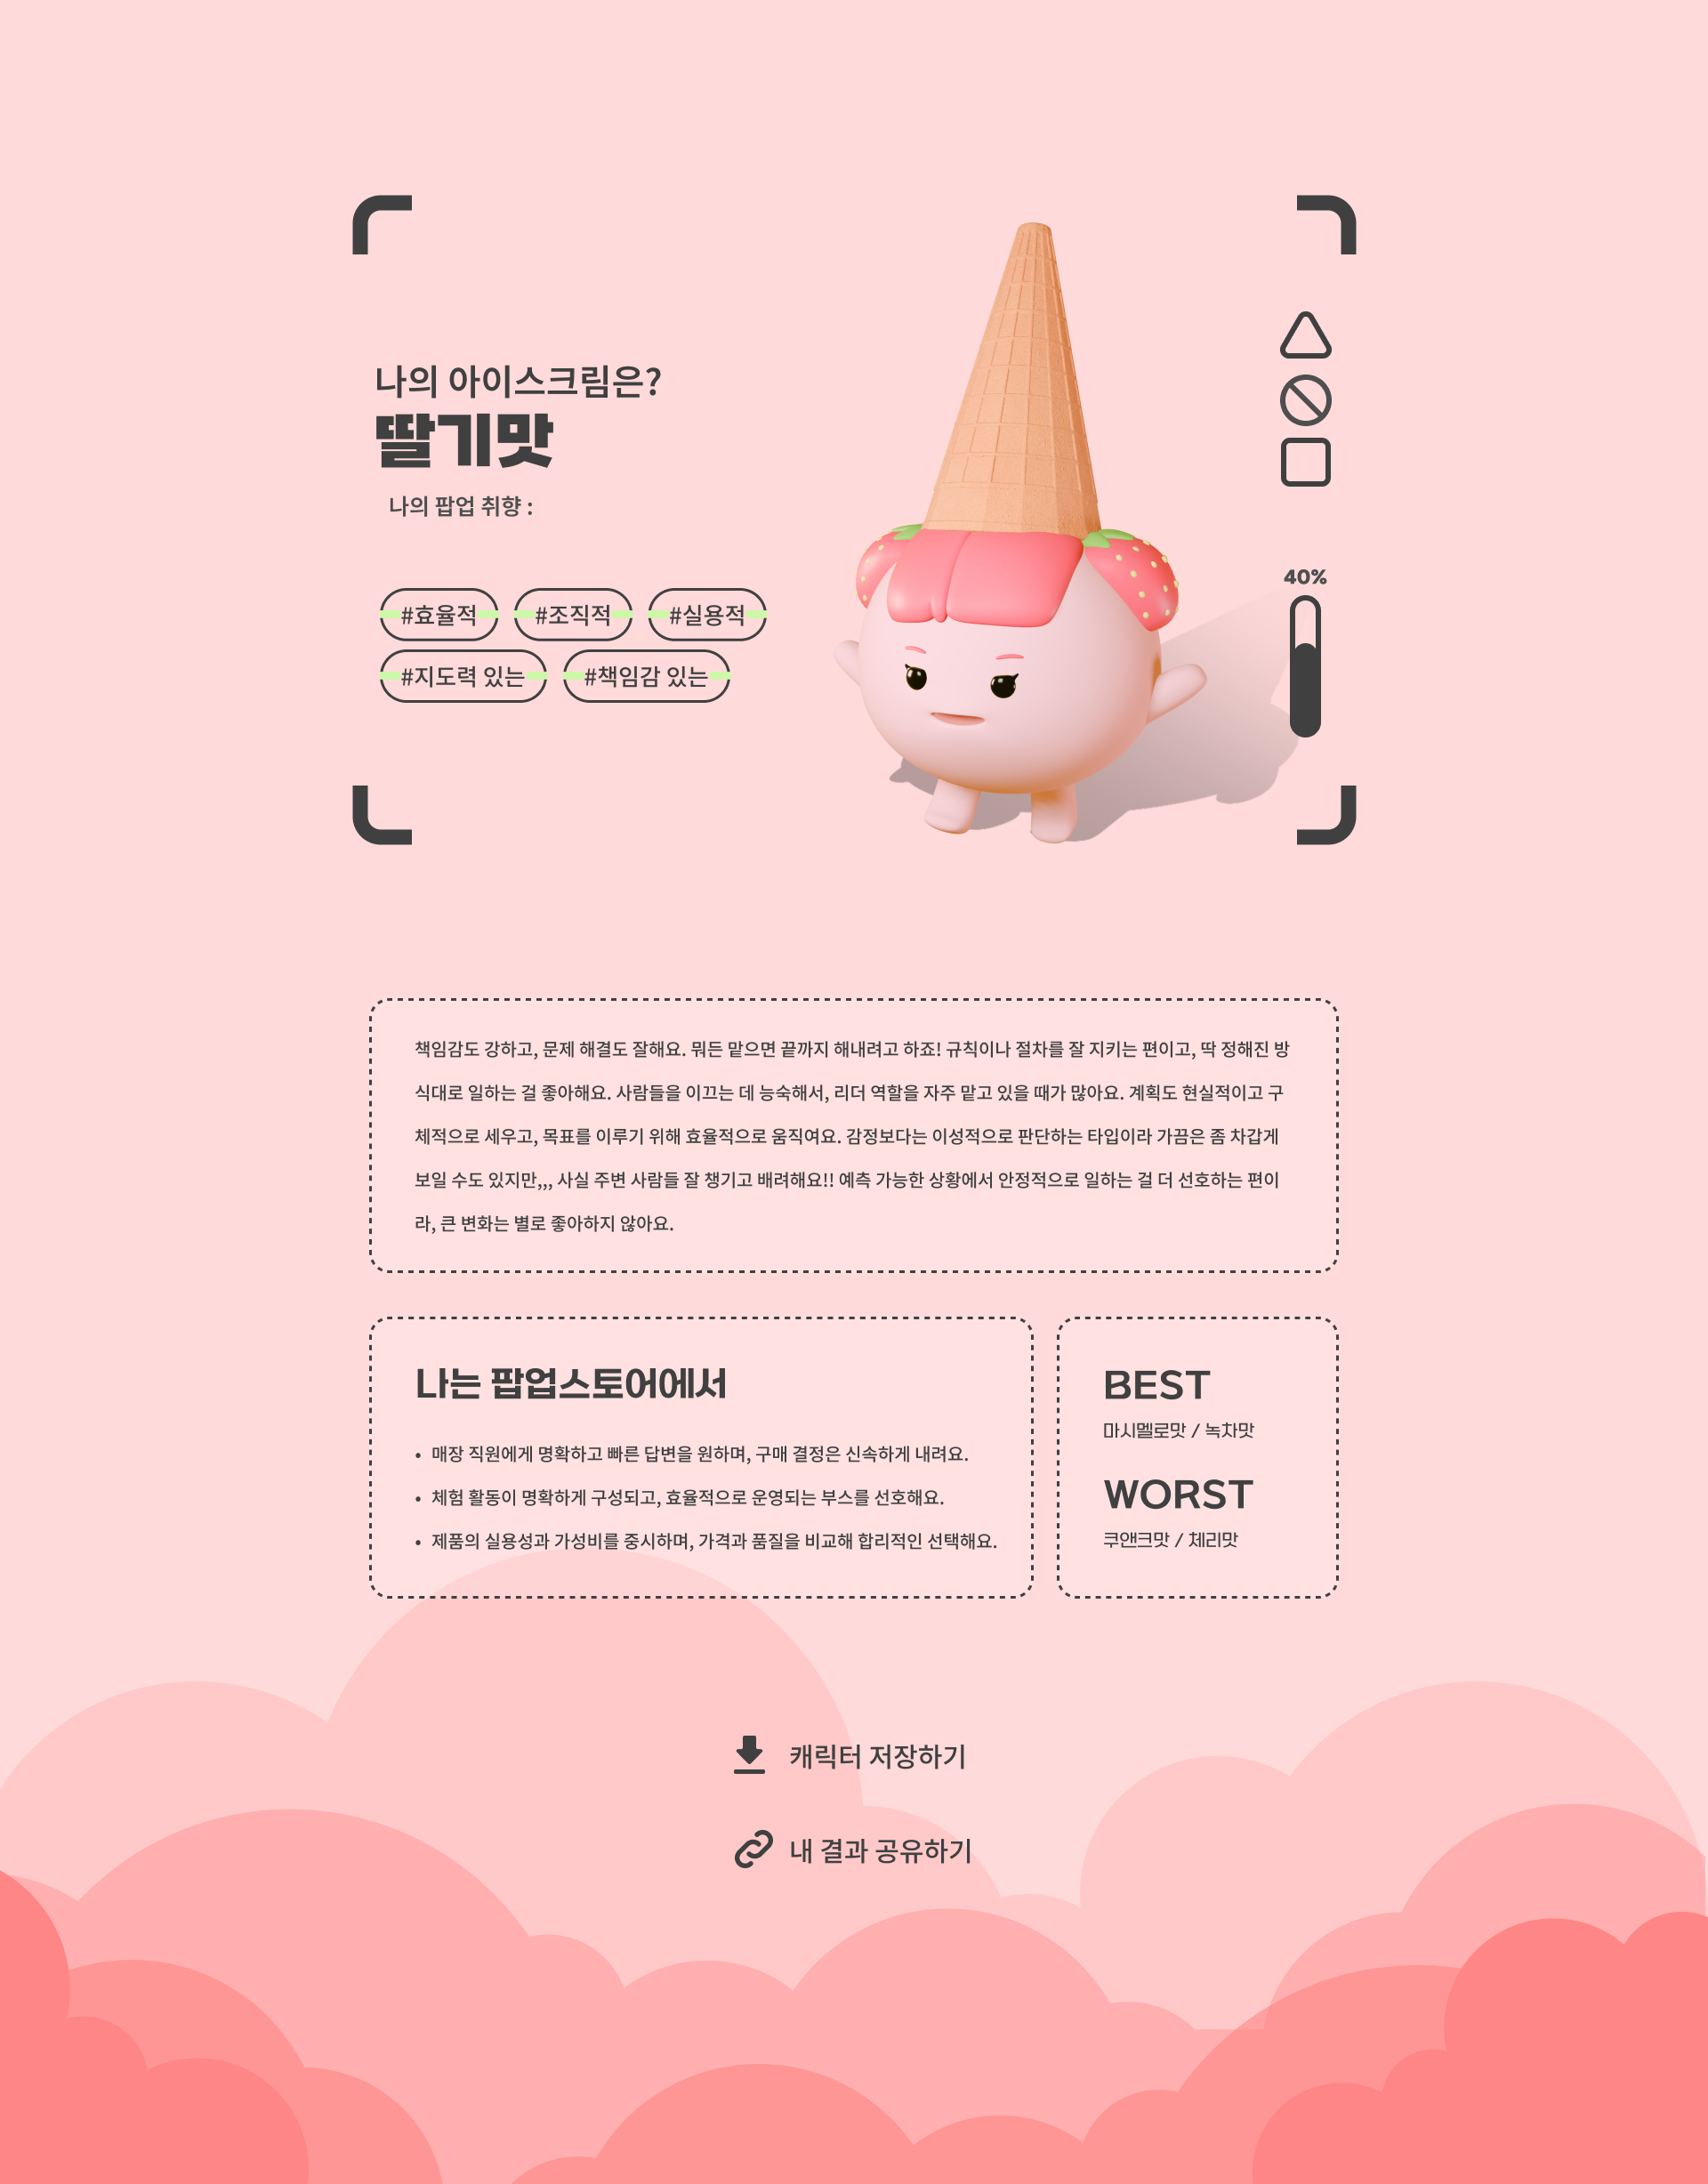 나의 아이스크림은?
딸기맛
나의 팝업 취향 :
#효율적 #조직적 #실용적
#지도력 있는 #책임감 있는
40%
책임감도 강하고, 문제 해결도 잘해요. 뭐든 맡으면 끝까지 해내려고 하죠! 규칙이나 절차를 잘 지키는 편이고, 딱 정해진 방
식대로 일하는 걸 좋아해요. 사람들을 이끄는 데 능숙해서, 리더 역할을 자주 맡고 있을 때가 많아요. 계획도 현실적이고 구
체적으로 세우고, 목표를 이루기 위해 효율적으로 움직여요. 감정보다는 이성적으로 판단하는 타입이라 가끔은 좀 차갑게
보일 수도 있지만,,, 사실 주변 사람들 잘 챙기고 배려해요!! 예측 가능한 상황에서 안정적으로 일하는 걸 더 선호하는 편이
라, 큰 변화는 별로 좋아하지 않아요.
나는 팝업스토어에서
• 매장 직원에게 명확하고 빠른 답변을 원하며, 구매 결정은 신속하게 내려요.
• 체험 활동이 명확하게 구성되고, 효율적으로 운영되는 부스를 선호해요.
• 제품의 실용성과 가성비를 중시하며, 가격과 품질을 비교해 합리적인 선택해요.
BEST
마시멜로맛 / 녹차맛
WORST
쿠앤크맛 / 체리맛
캐릭터 저장하기
내 결과 공유하기